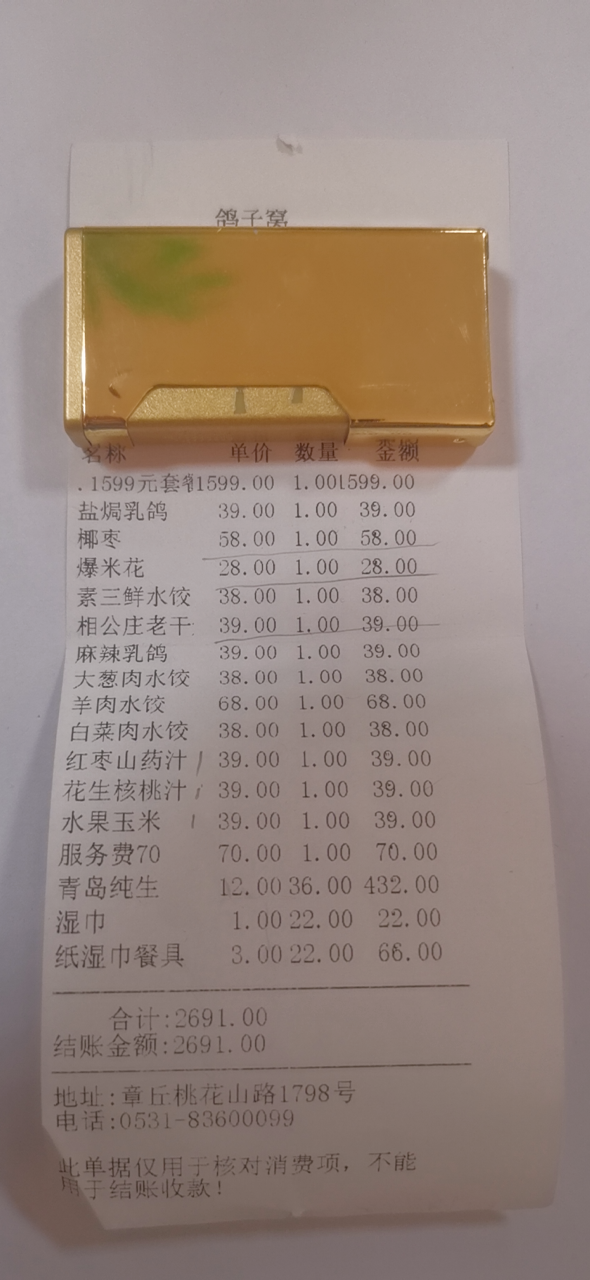 鸽子窝
名称 单价 数量 金额
.1599元套餐1599.00 1.001599.00
盐焗乳鸽 39.00 1.00 39.00
椰枣 58.00 1.00 58.00
爆米花 28.00 1.00 28.00
素三鲜水饺 38.00 1.00 38.00
相公庄老干 39.00 1.00 39.00
麻辣乳鸽 39.00 1.00 39.00
大葱肉水饺 38.00 1.00 38.00
羊肉水饺 68.00 1.00 68.00
白菜肉水饺 38.00 1.00 38.00
红枣山药汁 39.00 1.00 39.00
花生核桃汁 39.00 1.00 39.00
水果玉米 39.00 1.00 39.00
服务费70 70.00 1.00 70.00
青岛纯生 12.00 36.00 432.00
湿巾 1.00 22.00 22.00
纸湿巾餐具 3.00 22.00 66.00
合计:2691.00
结账金额:2691.00
地址:章丘桃花山路1798号
电话:0531-83600099
此单据仅用于核对消费项，不能
用于结账收款!